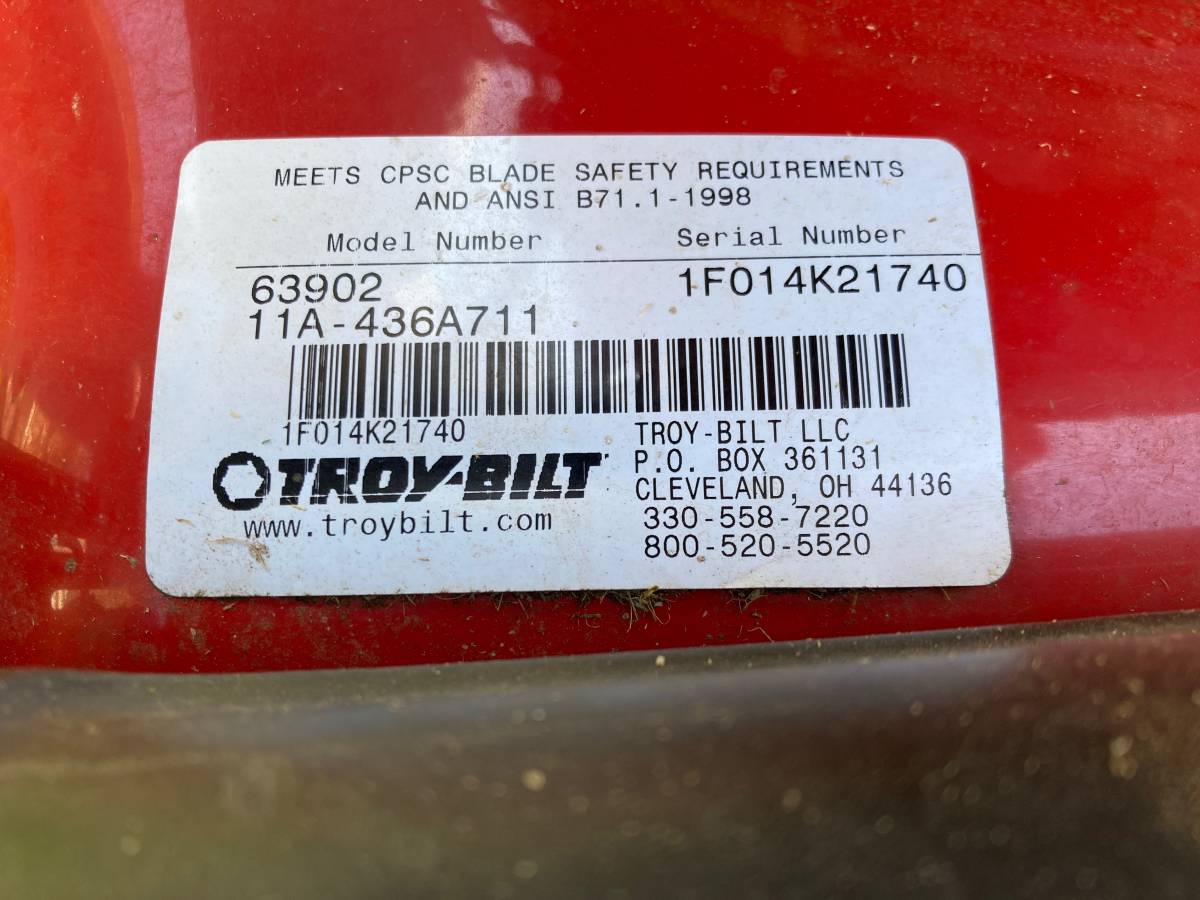 MEETS CPSC BLADE SAFETY REQUIREMENTS
AND ANSI B71.1-1998
Model Number Serial Number
63902 1F014K21740
11A-436A711
1F014K21740
TROY-BILT
www.troybilt.com
TROY-BILT LLC
P.O. BOX 361131
CLEVELAND, OH 44136
330-558-7220
800-520-5520